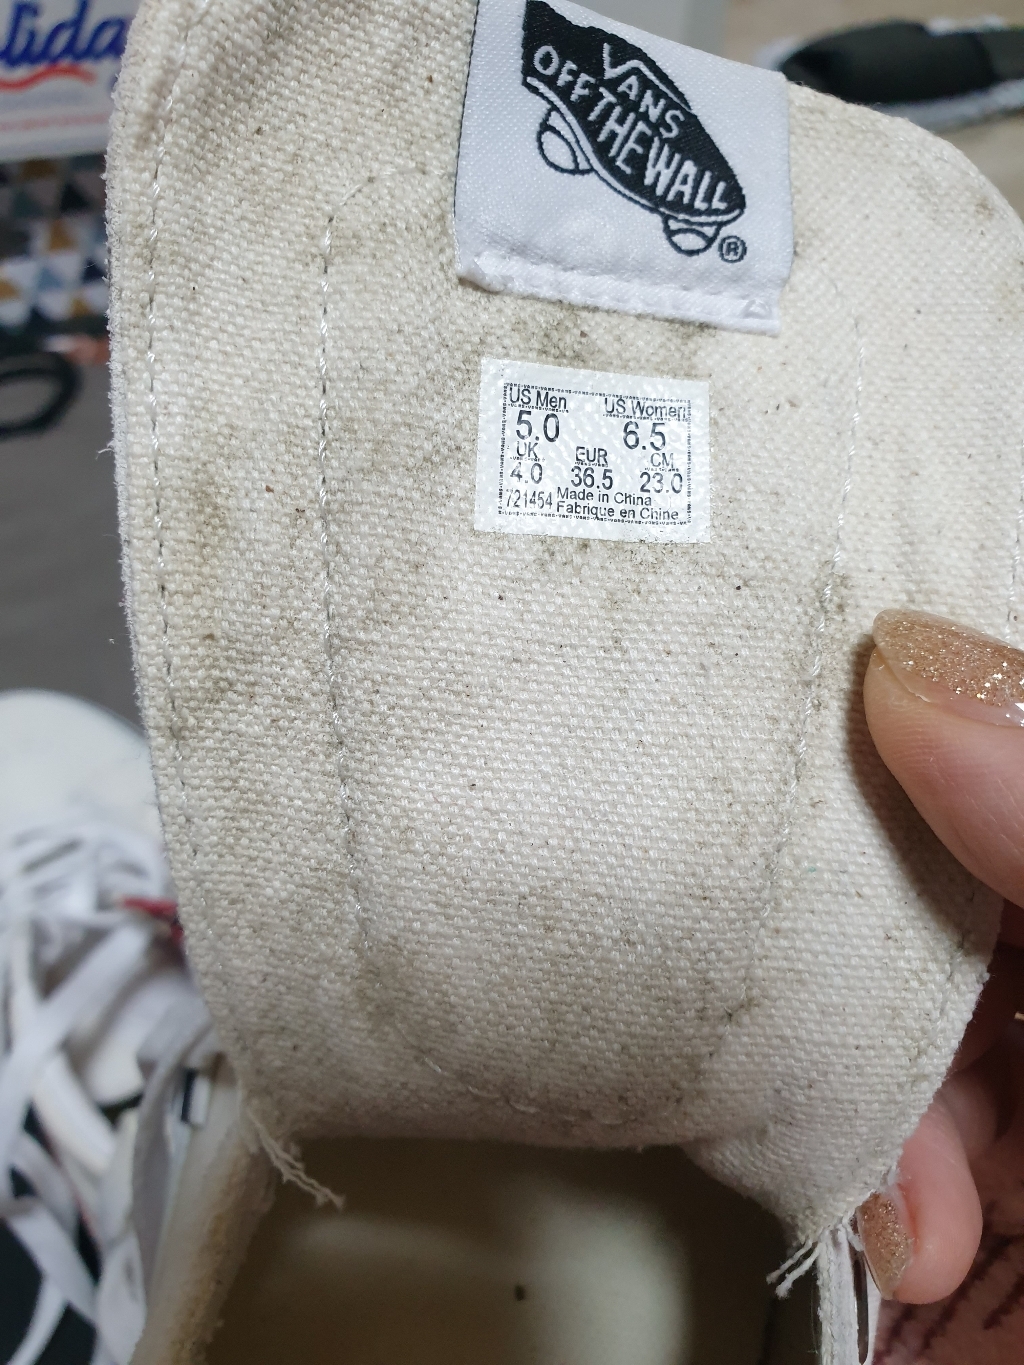 lida
VANS
OFF THE WALL
®
US Men US Women
5.0 6.5
UK EUR CM
4.0 36.5 23.0
721454 Made in China
Fabrique en Chine